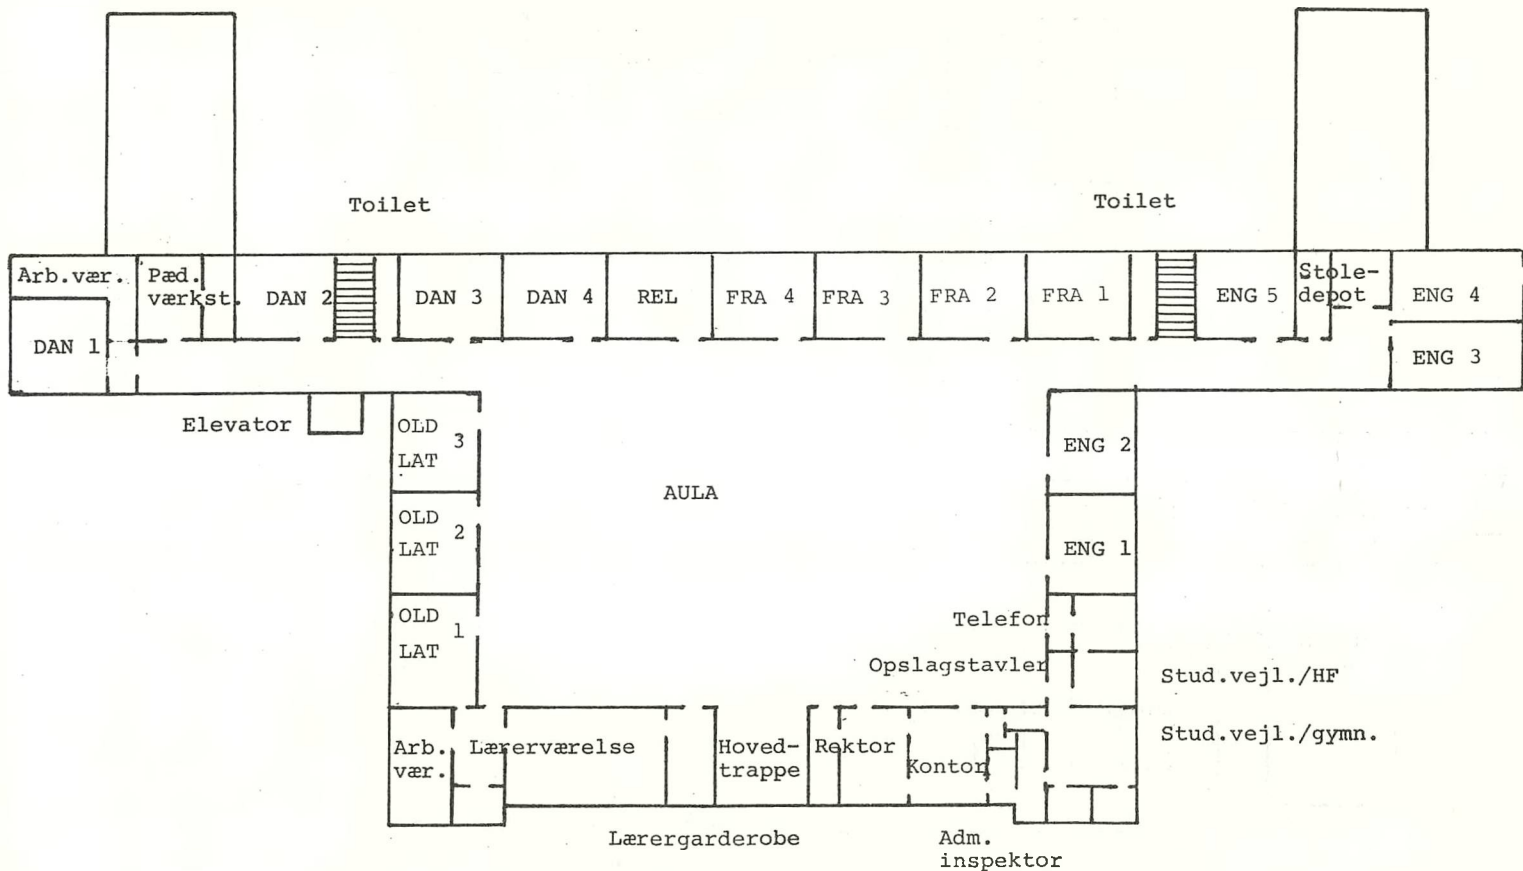 Toilet
Toilet
Arb.vær.
Pæd.
værkst.
DAN 2
DAN 3
DAN 4
REL
FRA 4
FRA 3
FRA 2
FRA 1
ENG 5
Stole-
depot
ENG 4
DAN 1
ENG 3
Elevator
OLD
3
LAT
ENG 2
AULA
OLD
2
LAT
ENG 1
OLD
1
LAT
Telefon
Opslagstavler
Stud.vejl./HF
Stud.vejl./gymn.
Arb.
vær.
Lærerværelse
Hoved-
trappe
Rektor
Kontor
Lærergarderobe
Adm.
inspektor